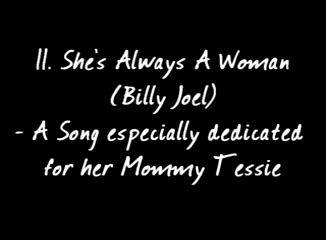 11. She's Always A Woman
(Billy Joel)
- A Song especially dedicated
for her Mommy Tessie